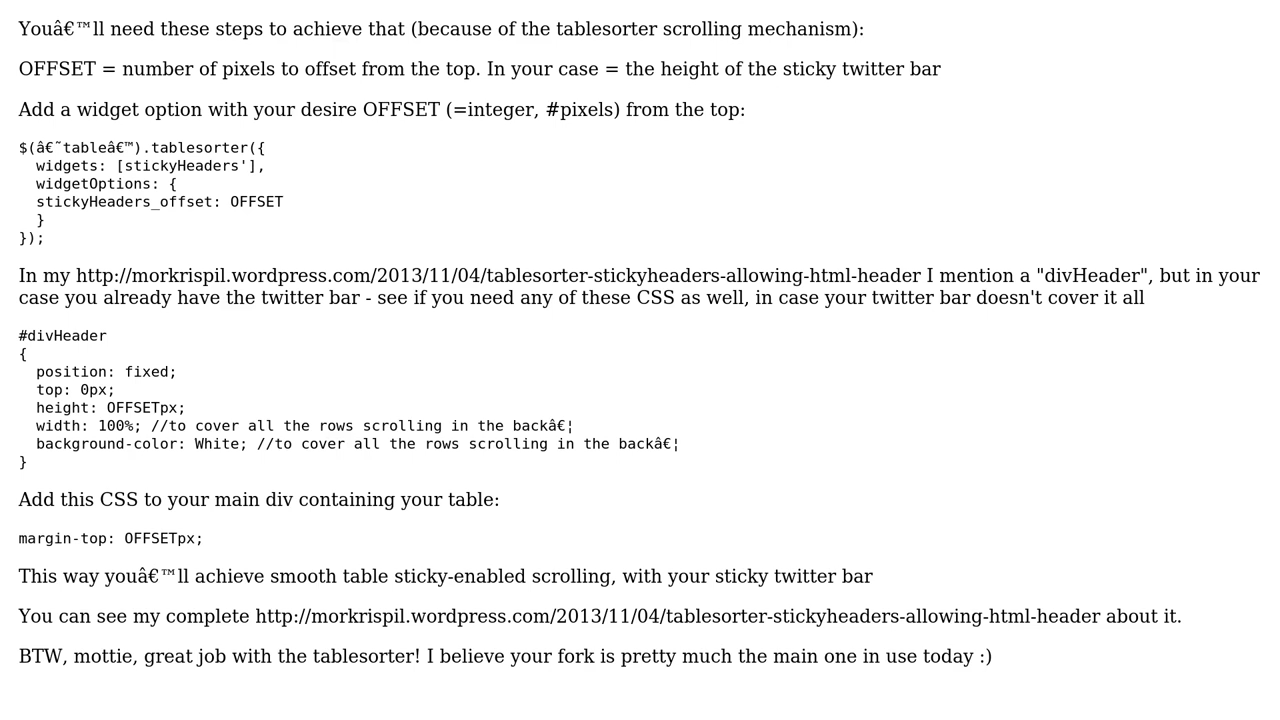 Youâ€™ll need these steps to achieve that (because of the tablesorter scrolling mechanism):
OFFSET = number of pixels to offset from the top. In your case = the height of the sticky twitter bar
Add a widget option with your desire OFFSET (=integer, #pixels) from the top:
$(â€˜tableâ€™).tablesorter({
  widgets: [stickyHeaders'],
  widgetOptions: {
  stickyHeaders_offset: OFFSET
  }
});
In my http://morkrispil.wordpress.com/2013/11/04/tablesorter-stickyheaders-allowing-html-header I mention a "divHeader", but in your
case you already have the twitter bar - see if you need any of these CSS as well, in case your twitter bar doesn't cover it all
#divHeader
{
  position: fixed;
  top: 0px;
  height: OFFSETpx;
  width: 100%; //to cover all the rows scrolling in the backâ€¦
  background-color: White; //to cover all the rows scrolling in the backâ€¦
}
Add this CSS to your main div containing your table:
margin-top: OFFSETpx;
This way youâ€™ll achieve smooth table sticky-enabled scrolling, with your sticky twitter bar
You can see my complete http://morkrispil.wordpress.com/2013/11/04/tablesorter-stickyheaders-allowing-html-header about it.
BTW, mottie, great job with the tablesorter! I believe your fork is pretty much the main one in use today :)